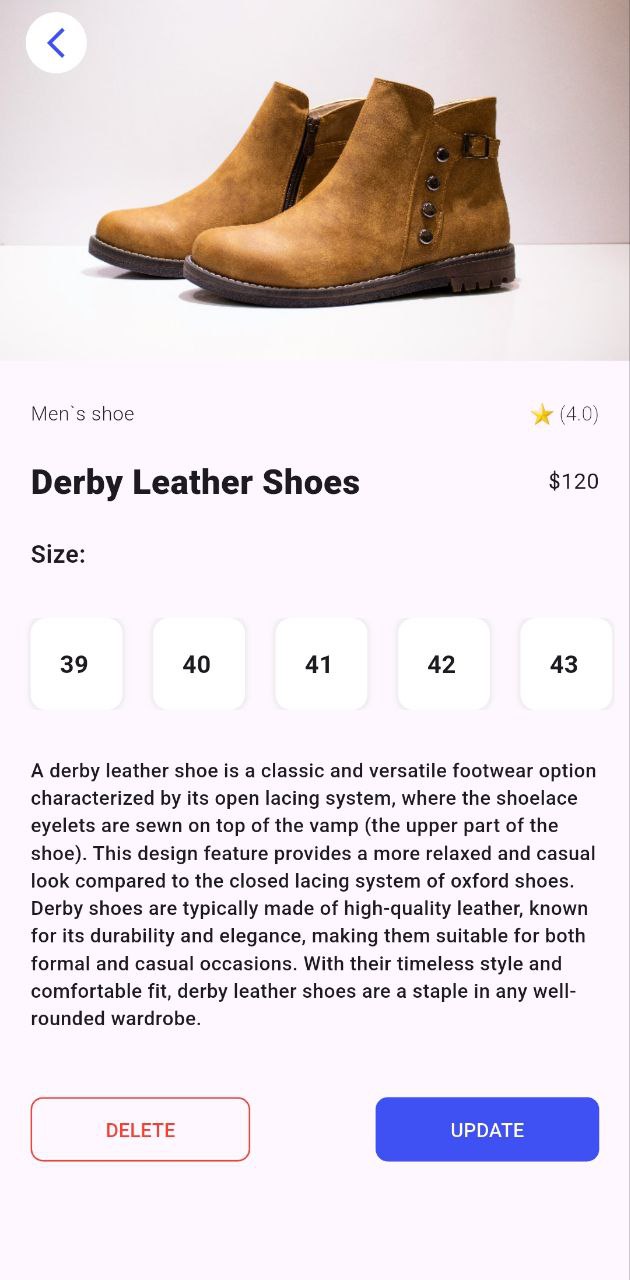 Men`s shoe
(4.0)
Derby Leather Shoes
$120
Size:
39 40 41 42 43
A derby leather shoe is a classic and versatile footwear option
characterized by its open lacing system, where the shoelace
eyelets are sewn on top of the vamp (the upper part of the
shoe). This design feature provides a more relaxed and casual
look compared to the closed lacing system of oxford shoes.
Derby shoes are typically made of high-quality leather, known
for its durability and elegance, making them suitable for both
formal and casual occasions. With their timeless style and
comfortable fit, derby leather shoes are a staple in any well-
rounded wardrobe.
DELETE
UPDATE